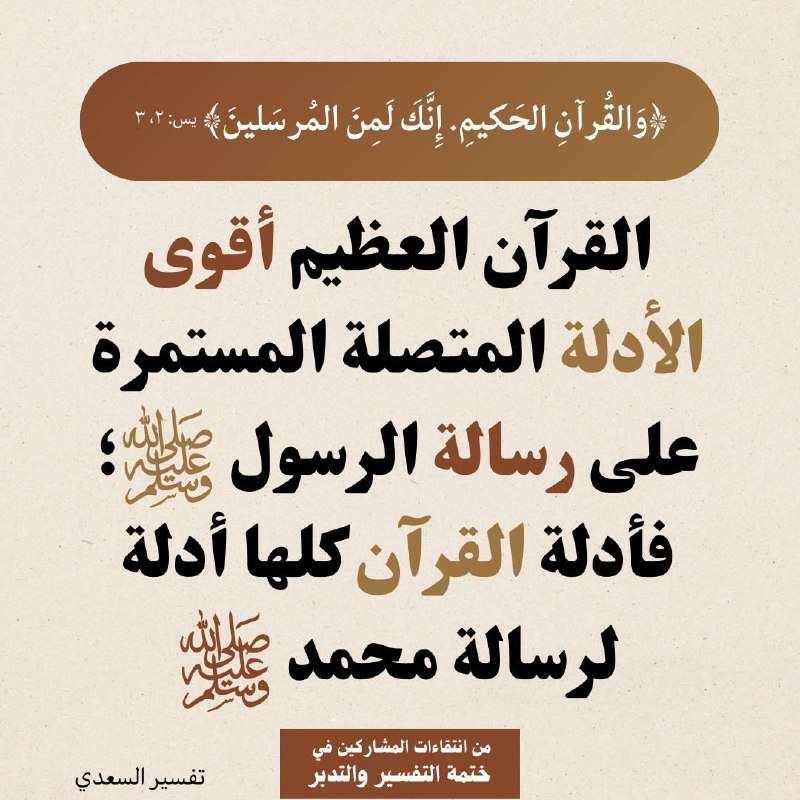 ﴿وَالقُرآنِ الحَكيمِ. إِنَّكَ لَمِنَ المُرسَلينَ﴾ يس: ٢، ٣
القرآن العظيم أقوى
الأدلة المتصلة المستمرة
على رسالة الرسول ﷺ؛
فأدلة القرآن كلها أدلة
لرسالة محمد ﷺ
من انتقاءات المشاركين في
ختمة التفسير والتدبر
تفسير السعدي